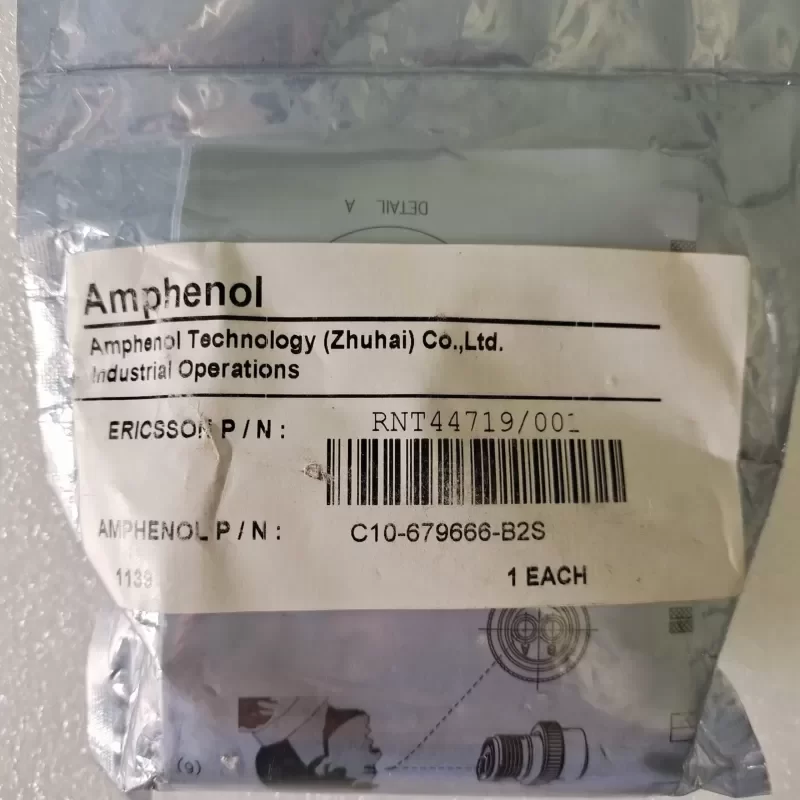 DETAIL A
Amphenol
Amphenol Technology (Zhuhai) Co.,Ltd.
Industrial Operations
ERICSSON P/N: RNT44719/001
AMPHENOL P/N: C10-679666-B2S
1139 1 EACH
(9)